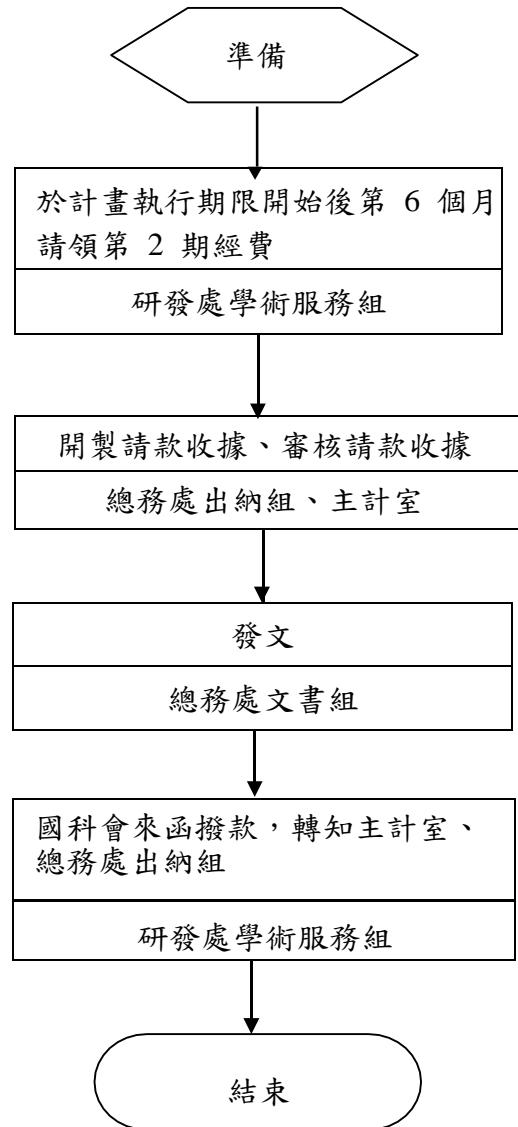 準備
於計畫執行期限開始後第 6 個月
請領第 2 期經費
研發處學術服務組
開製請款收據、審核請款收據
總務處出納組、主計室
發文
總務處文書組
國科會來函撥款，轉知主計室、
總務處出納組
研發處學術服務組
結束